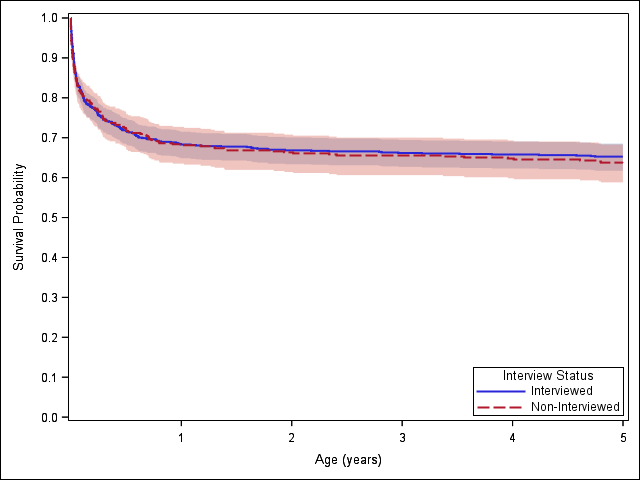 1.0
0.9
0.8
0.7
0.6
0.5
0.4
0.3
0.2
0.1
0.0
Survival Probability
Interview Status
Interviewed
Non-Interviewed
1 2 3 4 5
Age (years)